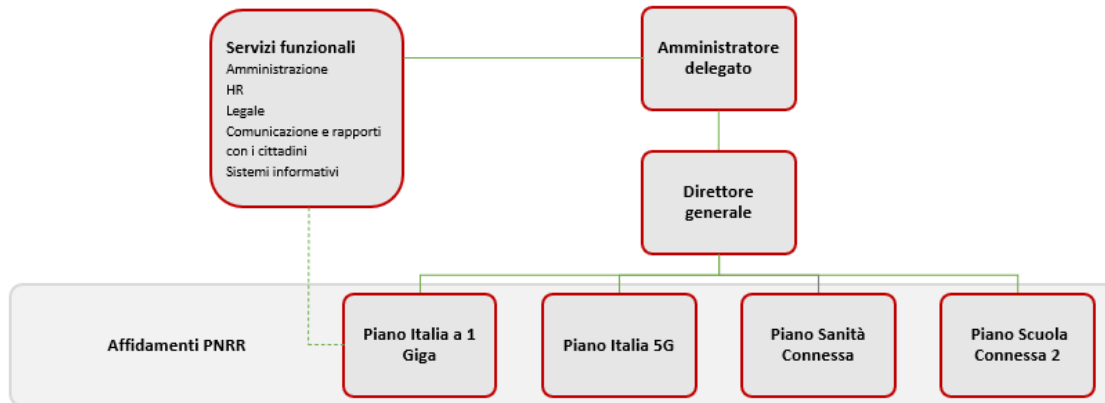 Servizi funzionali
Amministrazione
HR
Legale
Comunicazione e rapporti
con i cittadini
Sistemi informativi
Amministratore
delegato
Direttore
generale
Affidamenti PNRR
Piano Italia a 1
Giga
Piano Italia 5G
Piano Sanità
Connessa
Piano Scuola
Connessa 2